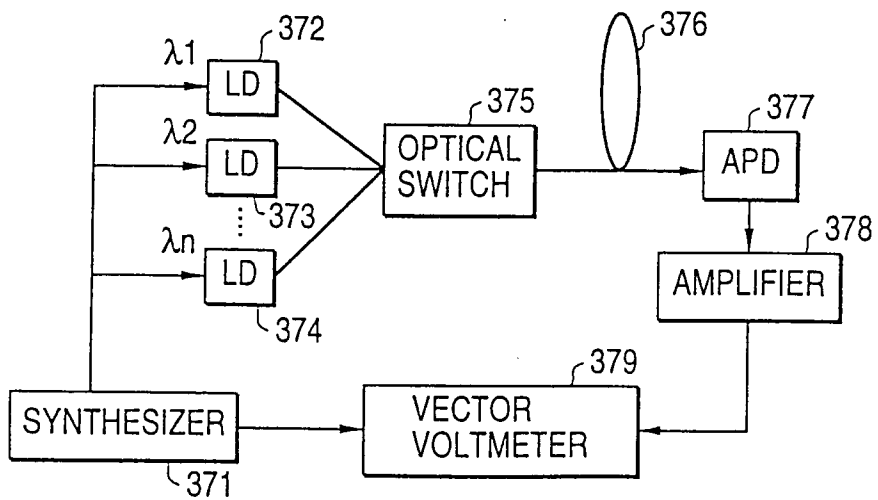 372
λ1
LD
376
375
377
λ2
LD
OPTICAL
SWITCH
APD
373
λn
LD
378
AMPLIFIER
374
379
SYNTHESIZER
VECTOR
VOLTMETER
371